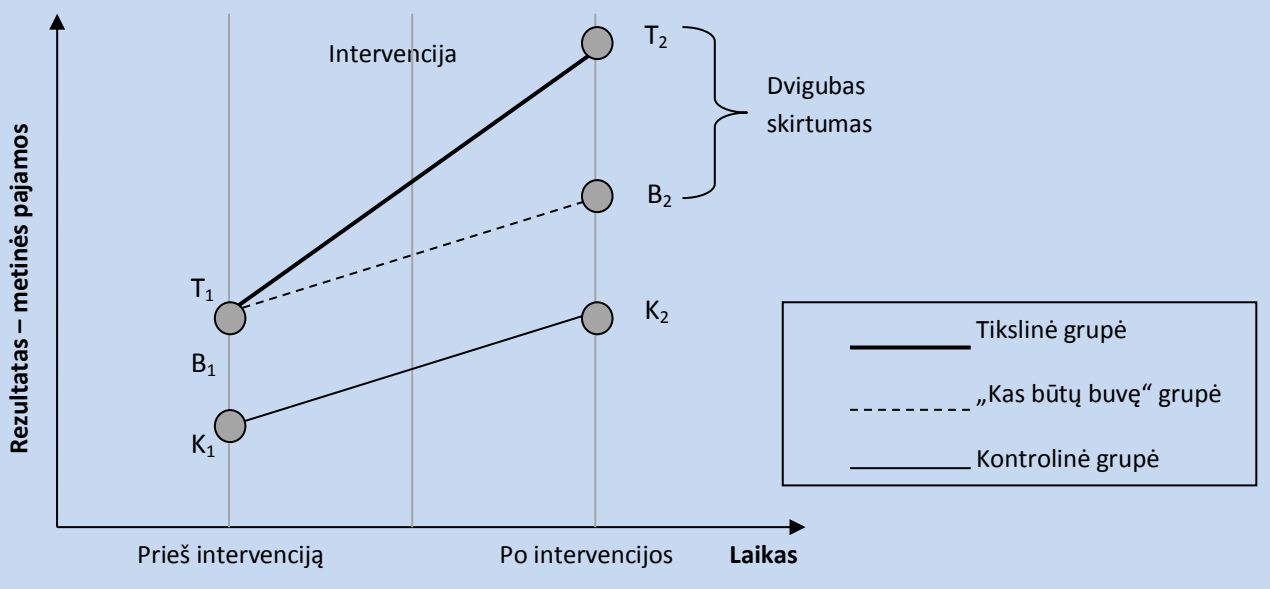 Rezultatas – metinės pajamos
Intervencija
T₂
Dvigubas
skirtumas
B₂
T₁
K₂
B₁
K₁
Tikslinė grupė
„Kas būtų buvę“ grupė
Kontrolinė grupė
Prieš intervenciją
Po intervencijos
Laikas